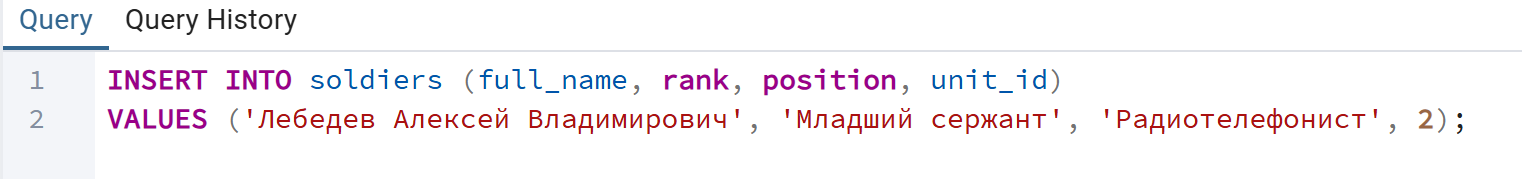 Query Query History
1 INSERT INTO soldiers (full_name, rank, position, unit_id)
2 VALUES ('Лебедев Алексей Владимирович', 'Младший сержант', 'Радиотелефонист', 2);